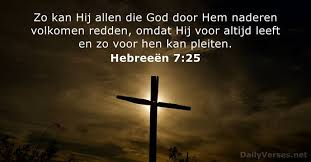 Zo kan Hij allen die God door Hem naderen
volkomen redden, omdat Hij voor altijd leeft
en zo voor hen kan pleiten.
Hebreeën 7:25
DailyVerses.net